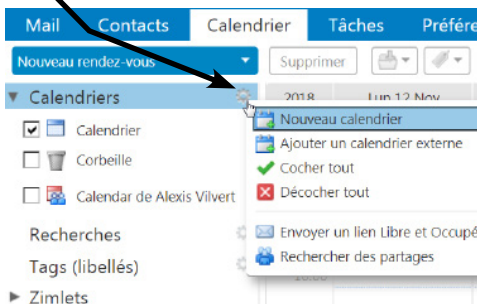 Mail Contacts Calendrier Tâches Préfére
Nouveau rendez-vous Supprimer
Calendriers 2018 Lun 12 Nov
Nouveau calendrier
Calendrier
Ajouter un calendrier externe
Corbeille
Cocher tout
Calendar de Alexis Vilvert
Décocher tout
Recherches
Envoyer un lien Libre et Occupé
Tags (libellés)
Rechercher des partages
Zimlets